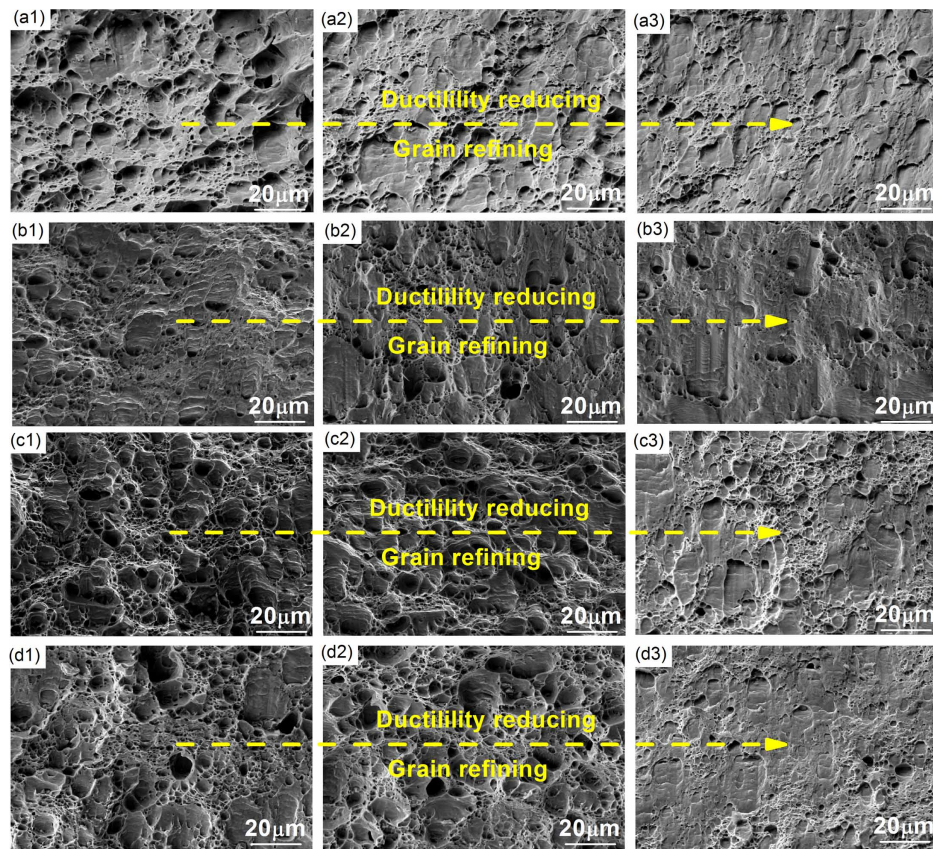 (a1) (a2) (a3)
Ductilility reducing
Grain refining
20μm 20μm 20μm
(b1) (b2) (b3)
Ductilility reducing
Grain refining
20μm 20μm 20μm
(c1) (c2) (c3)
Ductilility reducing
Grain refining
20μm 20μm 20μm
(d1) (d2) (d3)
Ductilility reducing
Grain refining
20μm 20μm 20μm